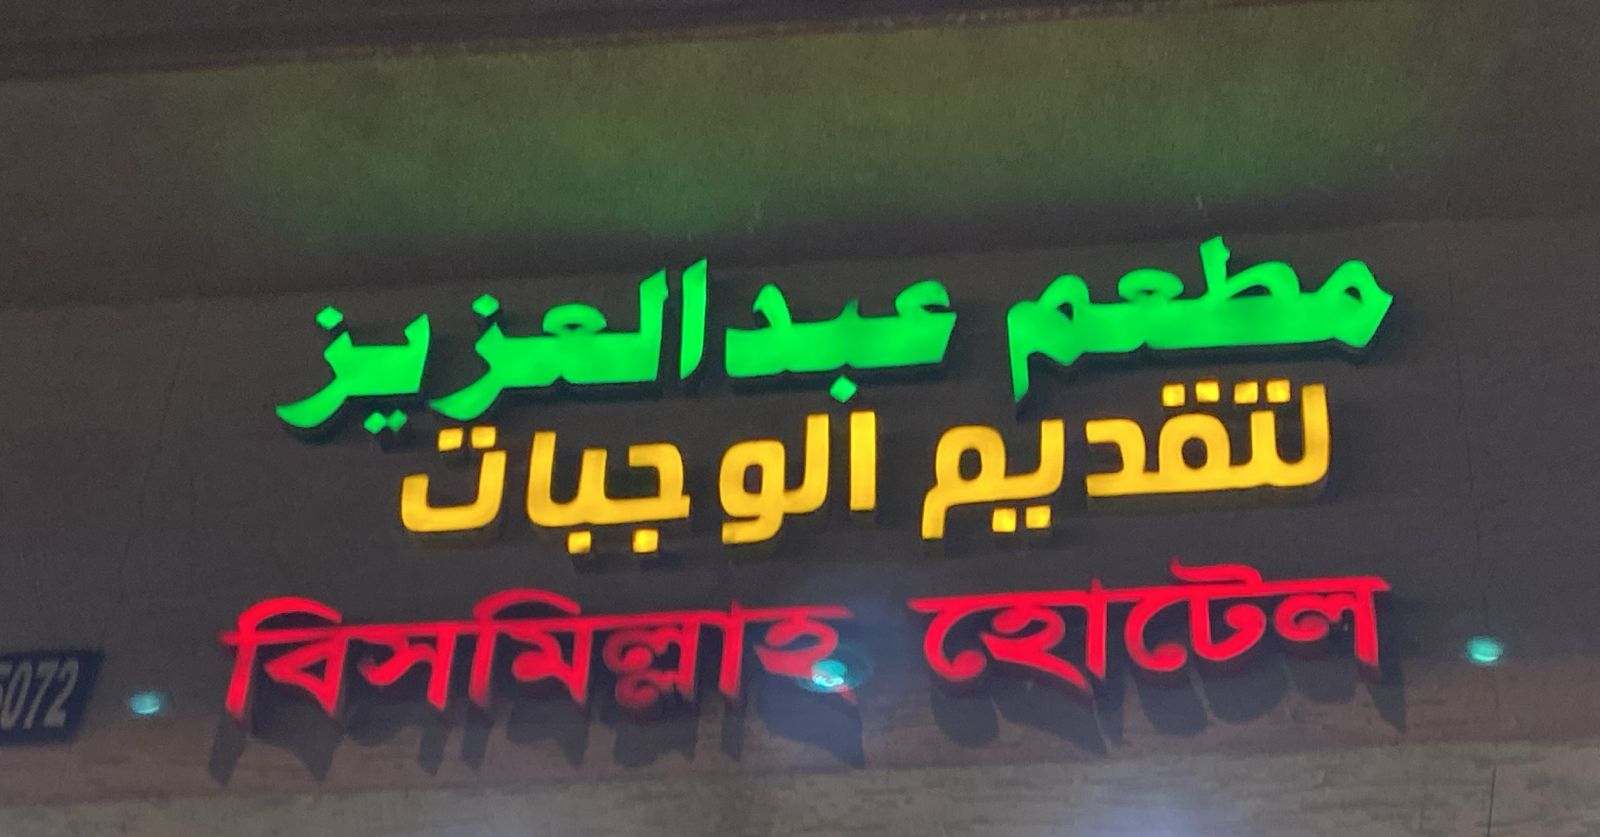 مطعم عبدالعزيز
لتقديم الوجبات
বিসমিল্লাহ হোটেল
5072